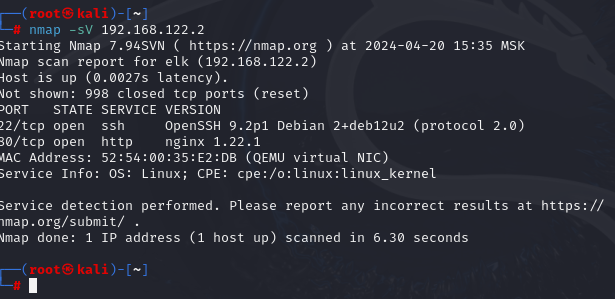 ┌──(root㉿kali)-[~]
└─# nmap -sV 192.168.122.2
Starting Nmap 7.94SVN ( https://nmap.org ) at 2024-04-20 15:35 MSK
Nmap scan report for elk (192.168.122.2)
Host is up (0.0027s latency).
Not shown: 998 closed tcp ports (reset)
PORT   STATE SERVICE VERSION
22/tcp open  ssh     OpenSSH 9.2p1 Debian 2+deb12u2 (protocol 2.0)
80/tcp open  http    nginx 1.22.1
MAC Address: 52:54:00:35:E2:DB (QEMU virtual NIC)
Service Info: OS: Linux; CPE: cpe:/o:linux:linux_kernel

Service detection performed. Please report any incorrect results at https://
nmap.org/submit/ .
Nmap done: 1 IP address (1 host up) scanned in 6.30 seconds

┌──(root㉿kali)-[~]
└─#